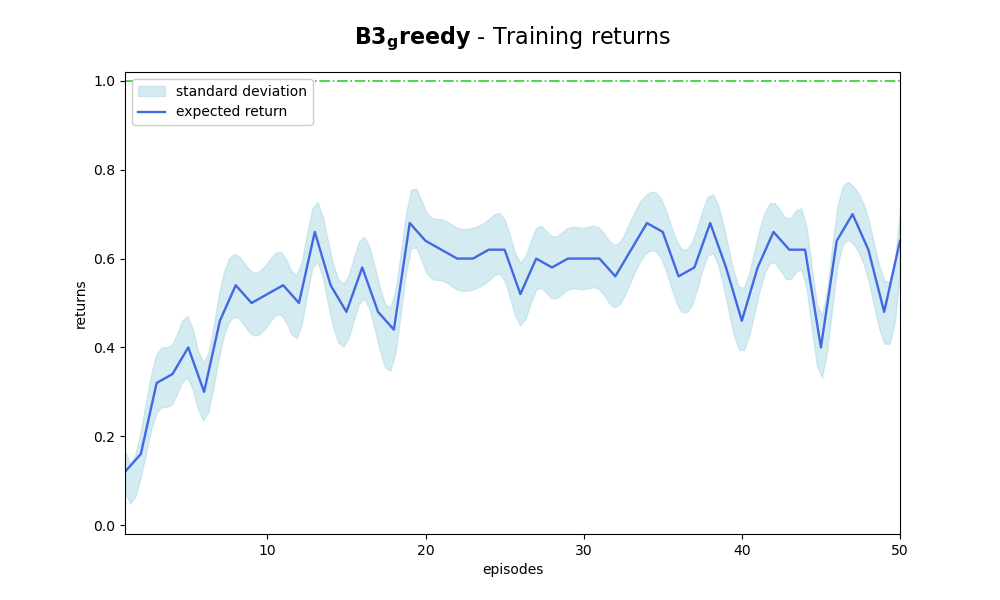 B3greedy - Training returns
1.0
standard deviation
expected return
0.8
0.6
0.4
0.2
0.0
returns
10 20 30 40 50
episodes